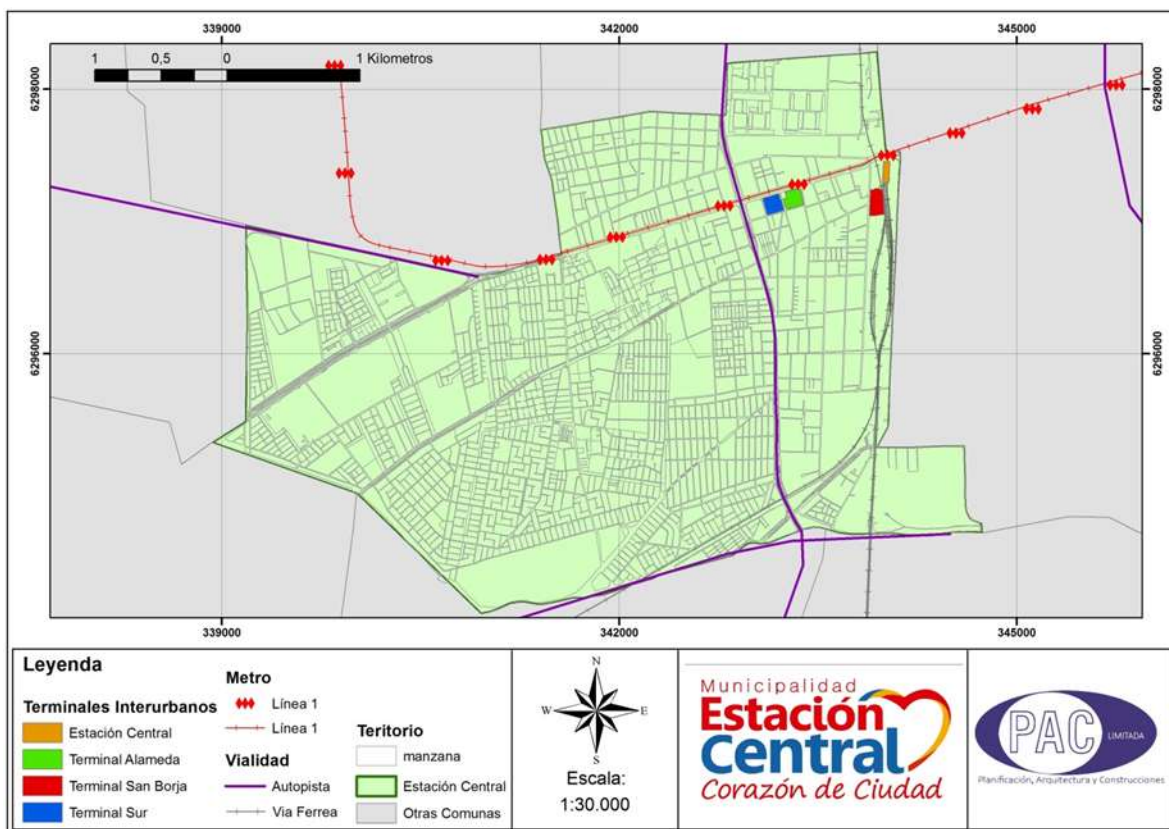 339000 342000 345000
1 0,5 0 1 Kilometros
6298000 6298000
6296000 6296000
339000 342000 345000
Leyenda
Terminales Interurbanos
Estación Central
Terminal Alameda
Terminal San Borja
Terminal Sur
Metro
Línea 1
Línea 1
Vialidad
Autopista
Via Ferrea
Territorio
manzana
Estación Central
Otras Comunas
N
W E
S
Escala:
1:30.000
Municipalidad
Estación
Central
Corazón de Ciudad
PAC
LIMITADA
Planificación, Arquitectura y Construcciones